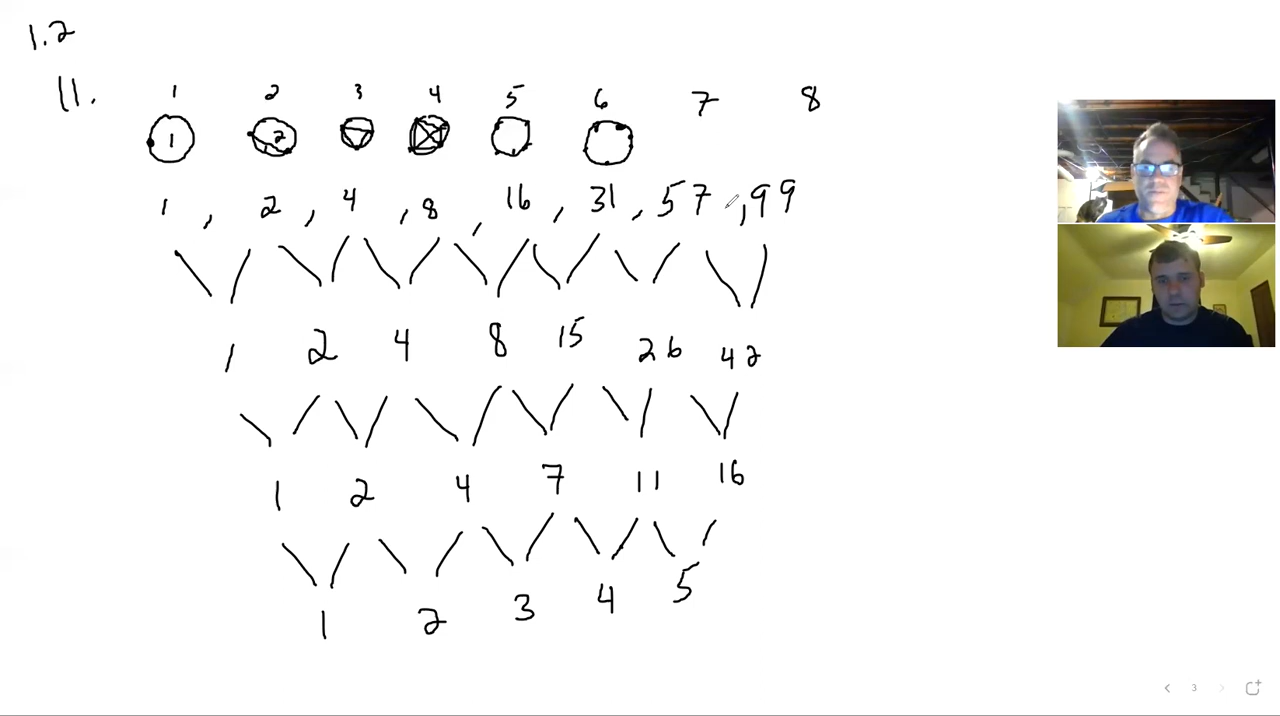 1.2
11. 1 2 3 4 5 6 7 8
1 2
1, 2, 4, 8, 16, 31, 57, 99
1 2 4 8 15 26 42
1 2 4 7 11 16
1 2 3 4 5
3